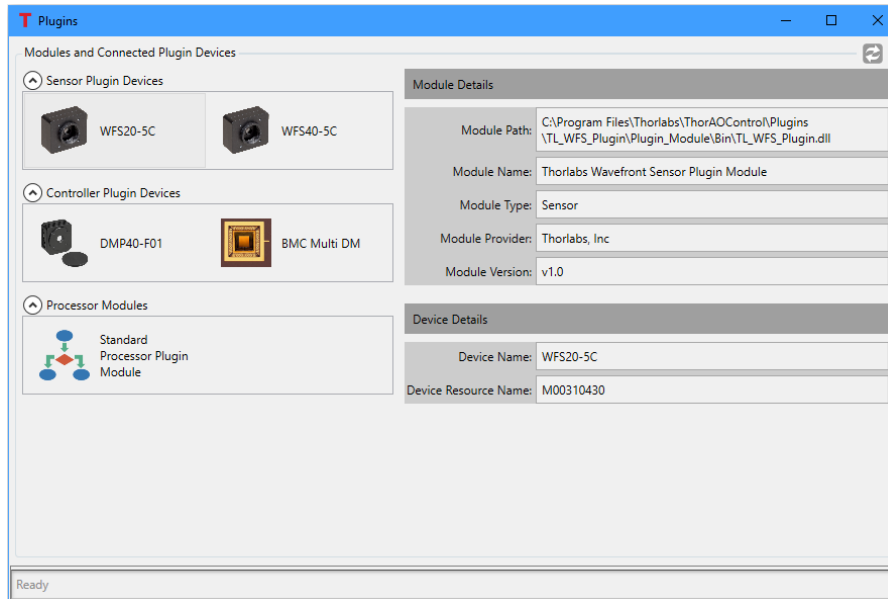 Plugins
Modules and Connected Plugin Devices
Sensor Plugin Devices
WFS20-5C
WFS40-5C
Controller Plugin Devices
DMP40-F01
BMC Multi DM
Processor Modules
Standard
Processor Plugin
Module
Module Details
Module Path:
C:\Program Files\Thorlabs\ThorAOControl\Plugins
\TL_WFS_Plugin\Plugin_Module\Bin\TL_WFS_Plugin.dll
Module Name: Thorlabs Wavefront Sensor Plugin Module
Module Type: Sensor
Module Provider: Thorlabs, Inc
Module Version: v1.0
Device Details
Device Name: WFS20-5C
Device Resource Name: M00310430
Ready